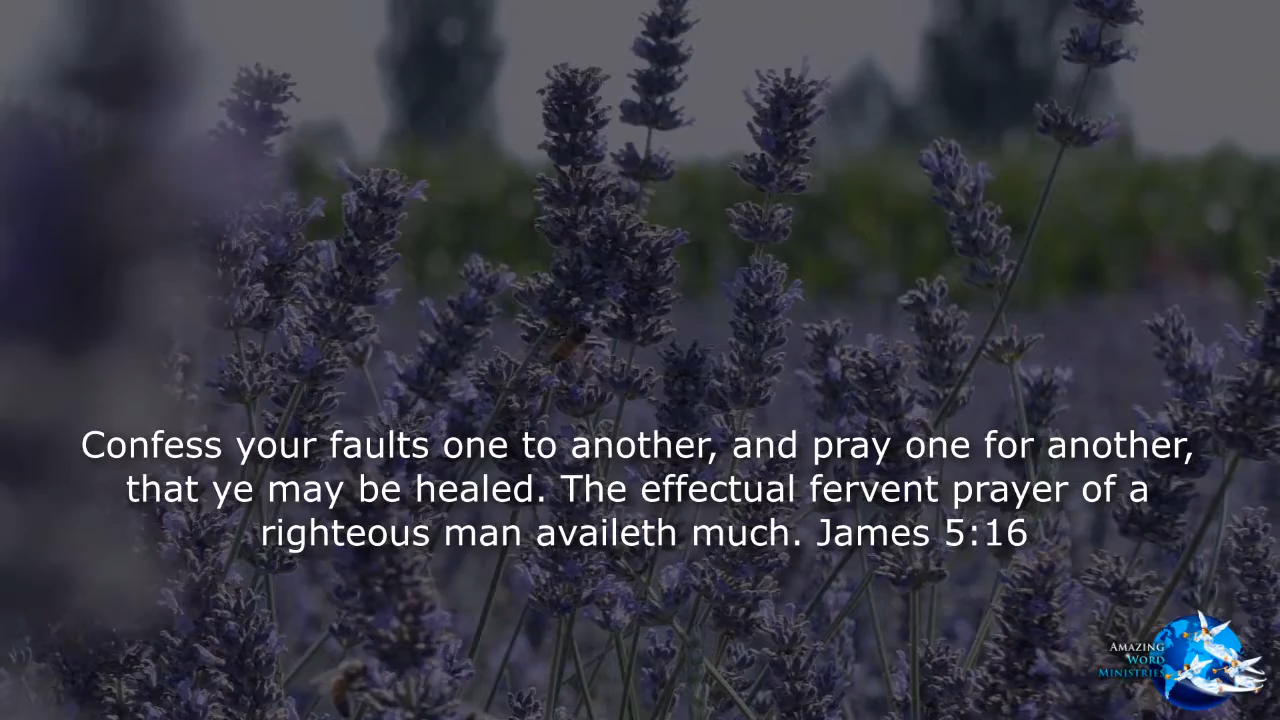 Confess your faults one to another, and pray one for another,
that ye may be healed. The effectual fervent prayer of a
righteous man availeth much. James 5:16
AMAZING
WORD
MINISTRIES